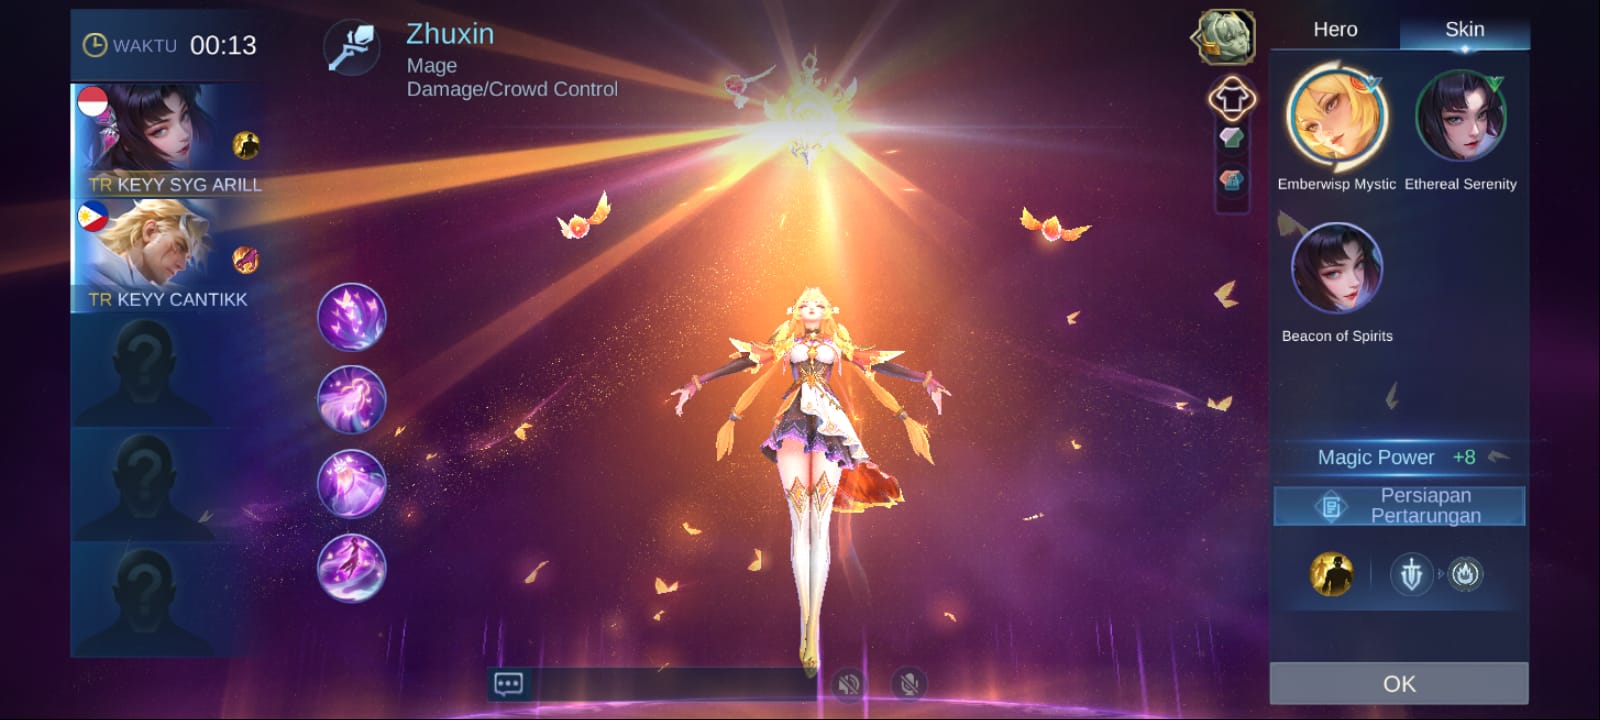 WAKTU 00:13
TR KEYY SYG ARILL
TR KEYY CANTIKK
Zhuxin
Mage
Damage/Crowd Control
Hero Skin
Emberwisp Mystic Ethereal Serenity
Beacon of Spirits
Magic Power +8
Persiapan
Pertarungan
OK